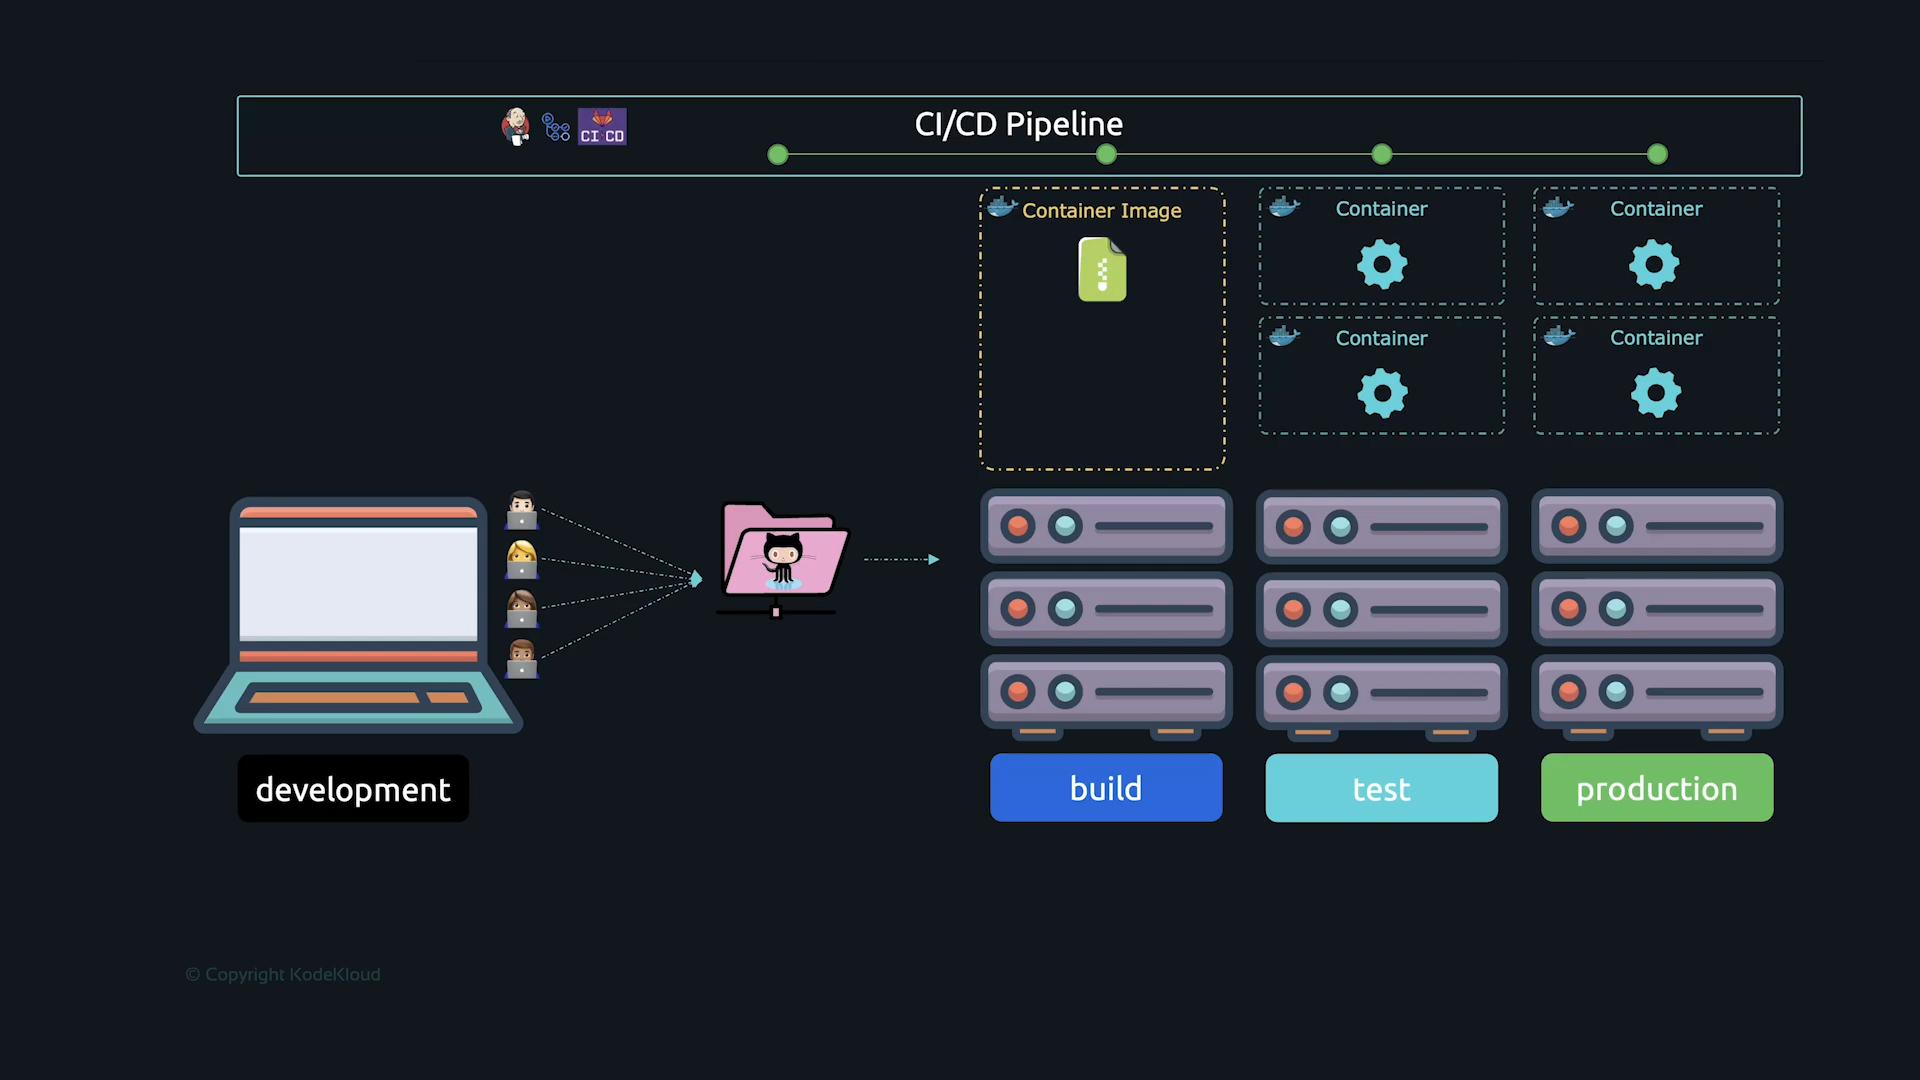 CI/CD Pipeline
CI CD
Container Image
Container
Container
Container
Container
development
build
test
production
© Copyright KodeKloud